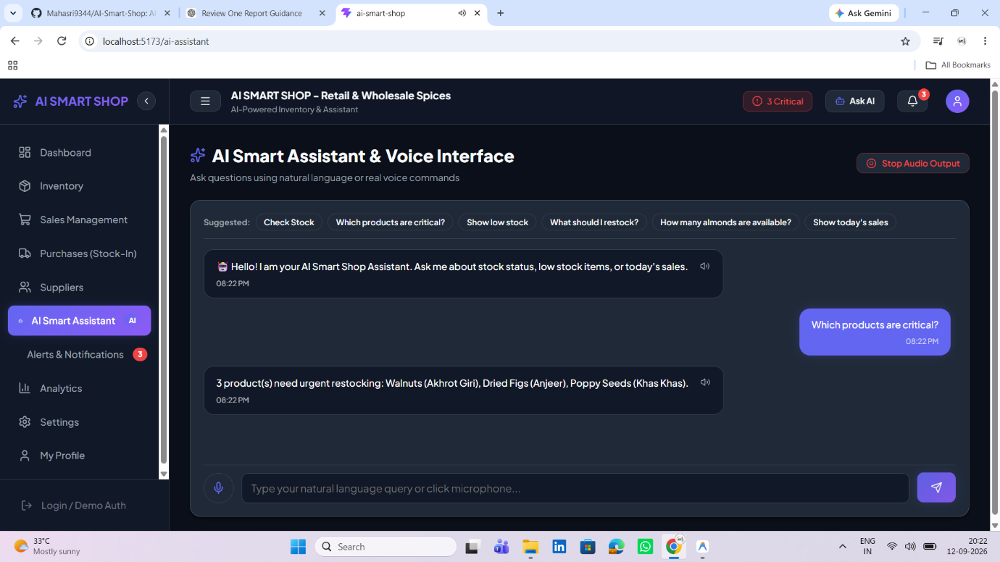 Mahasri9344/AI-Smart-Shop: AI
Review One Report Guidance
ai-smart-shop
Ask Gemini
localhost:5173/ai-assistant
All Bookmarks
AI SMART SHOP
AI SMART SHOP - Retail & Wholesale Spices
AI-Powered Inventory & Assistant
3 Critical
Ask AI
3
Dashboard
Inventory
Sales Management
Purchases (Stock-In)
Suppliers
AI Smart Assistant AI
Alerts & Notifications 3
Analytics
Settings
My Profile
Login / Demo Auth
AI Smart Assistant & Voice Interface
Ask questions using natural language or real voice commands
Stop Audio Output
Suggested: Check Stock Which products are critical? Show low stock What should I restock? How many almonds are available? Show today's sales
Hello! I am your AI Smart Shop Assistant. Ask me about stock status, low stock items, or today's sales.
08:22 PM
Which products are critical?
08:22 PM
3 product(s) need urgent restocking: Walnuts (Akhrot Giri), Dried Figs (Anjeer), Poppy Seeds (Khas Khas).
08:22 PM
Type your natural language query or click microphone...
33°C
Mostly sunny
Search
ENG
IN
20:22
12-09-2026